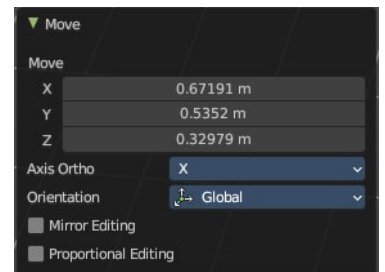 Move
Move
X 0.67191 m
Y 0.5352 m
Z 0.32979 m
Axis Ortho X
Orientation Global
Mirror Editing
Proportional Editing